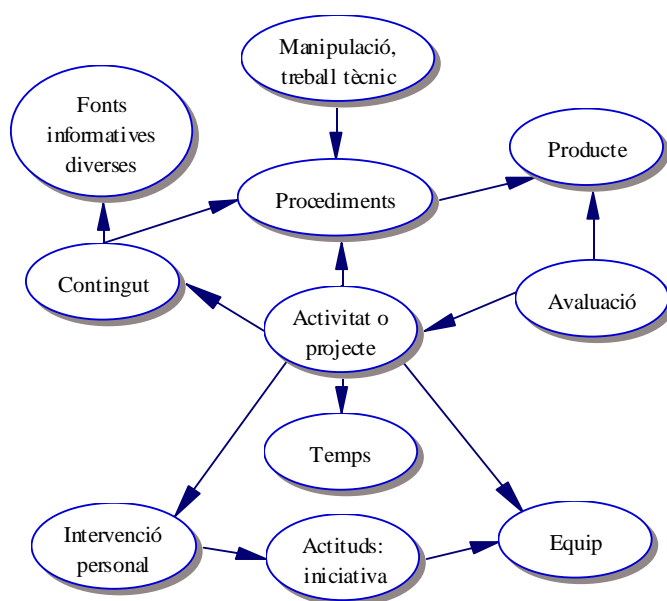 Manipulació,
treball tècnic
Fonts
informatives
diverses
Producte
Procediments
Contingut
Avaluació
Activitat o
projecte
Temps
Intervenció
personal
Actituds:
iniciativa
Equip